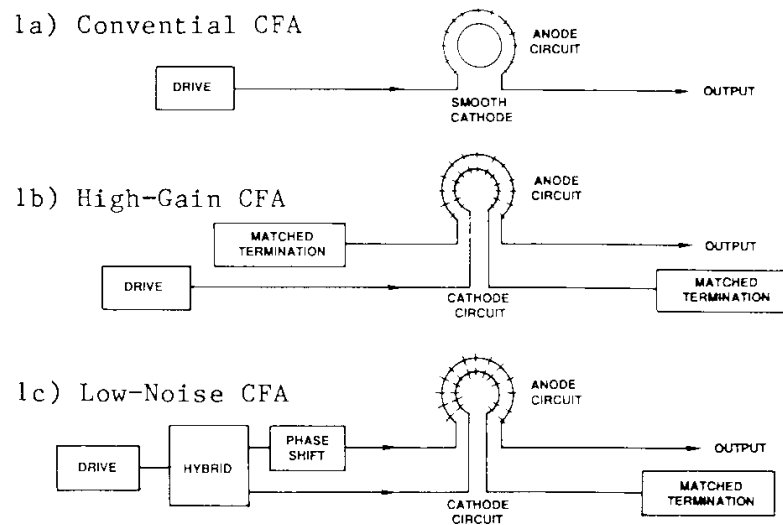 1a) Convential CFA
ANODE
CIRCUIT
DRIVE
OUTPUT
SMOOTH
CATHODE
1b) High-Gain CFA
ANODE
CIRCUIT
MATCHED
TERMINATION
OUTPUT
DRIVE
MATCHED
TERMINATION
CATHODE
CIRCUIT
1c) Low-Noise CFA
ANODE
CIRCUIT
PHASE
SHIFT
OUTPUT
DRIVE
HYBRID
MATCHED
TERMINATION
CATHODE
CIRCUIT